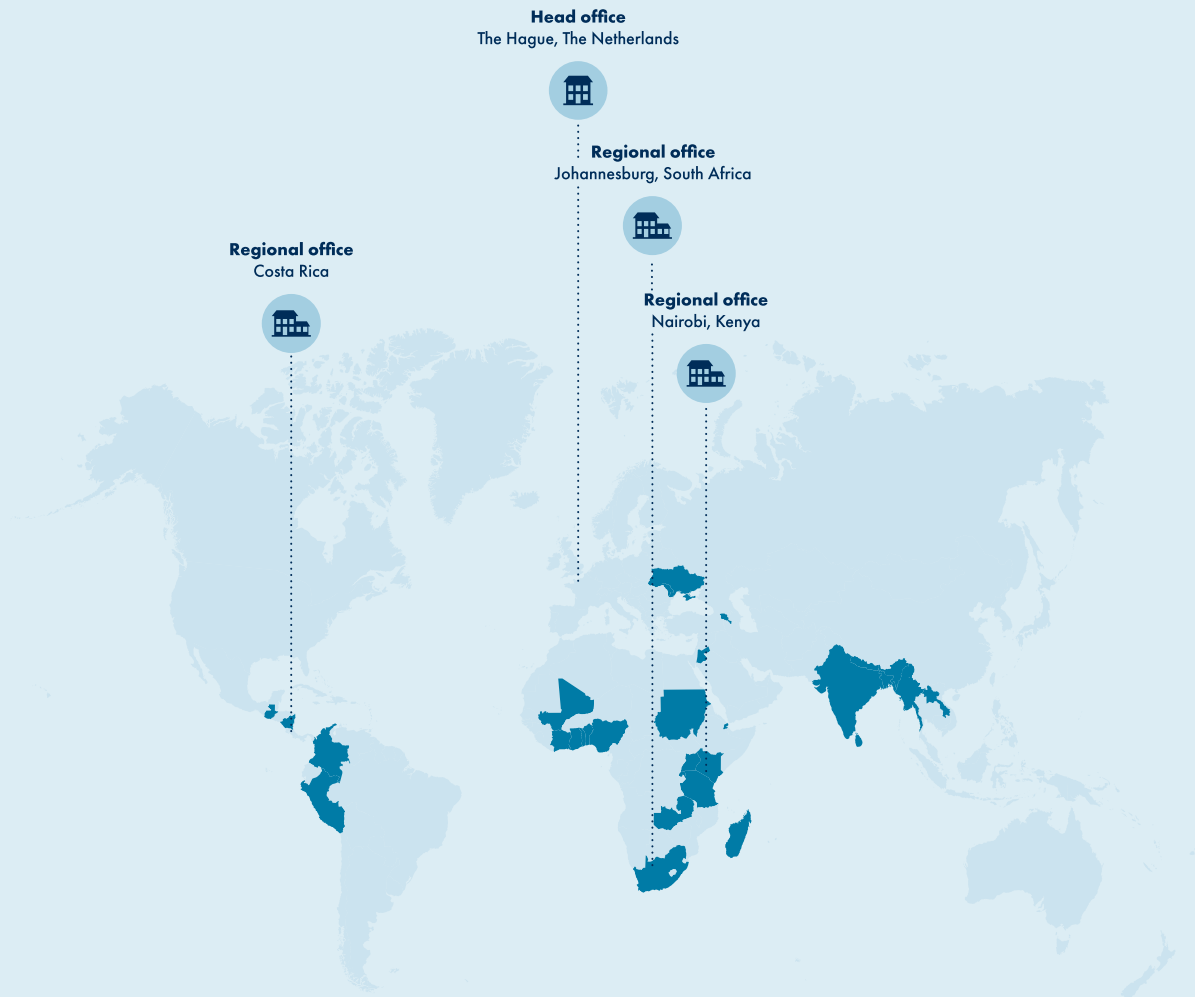 Head office
The Hague, The Netherlands
Regional office
Johannesburg, South Africa
Regional office
Costa Rica
Regional office
Nairobi, Kenya